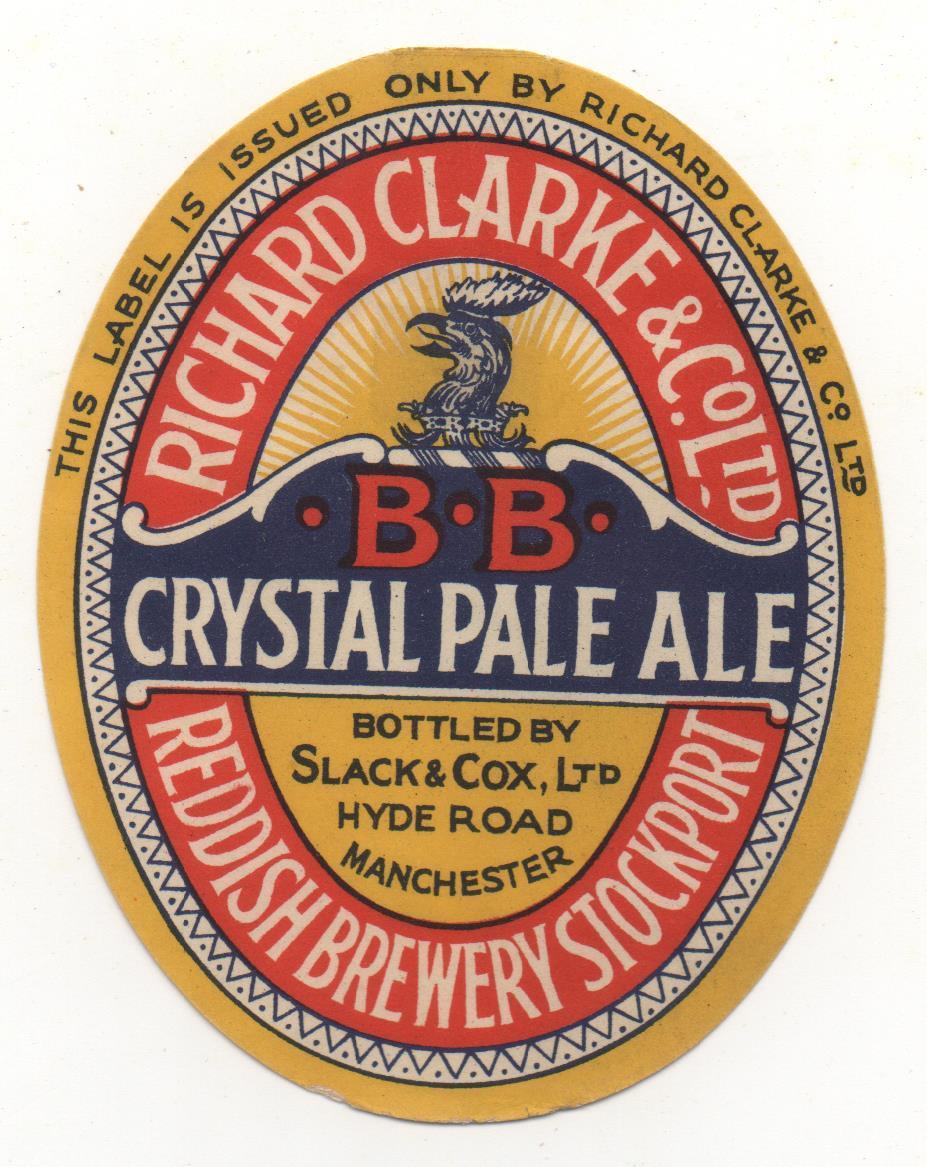 THIS LABEL IS ISSUED ONLY BY RICHARD CLARKE & CO LTD
RICHARD CLARKE & CO. LTD.
·B·B·
CRYSTAL PALE ALE
BOTTLED BY
SLACK & COX, LTD
HYDE ROAD
MANCHESTER
REDDISH BREWERY STOCKPORT